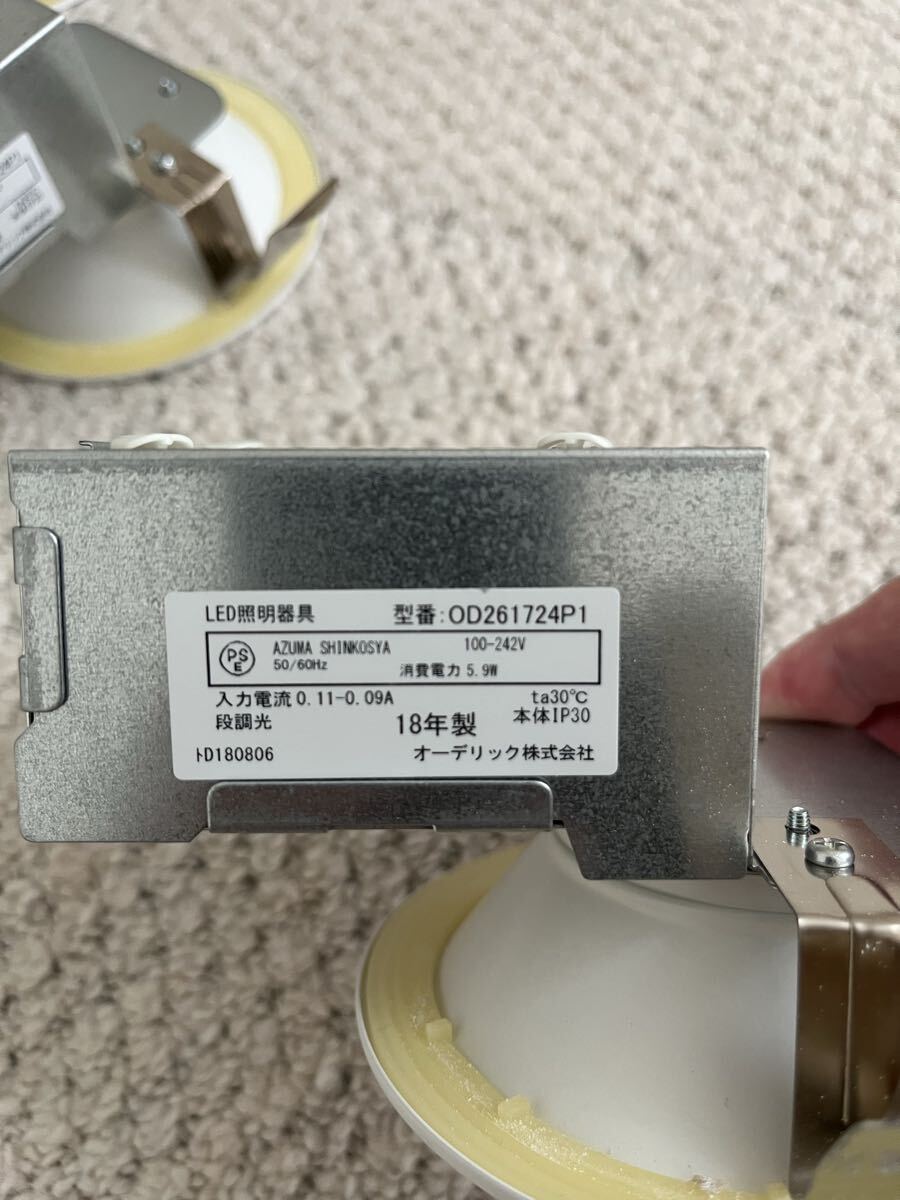 LED照明器具 型番:OD261724P1
PS E AZUMA SHINKOSYA 100-242V
50/60Hz 消費電力 5.9W
入力電流 0.11-0.09A ta30℃
段調光 18年製 本体IP30
ﾄD180806 オーデリック株式会社